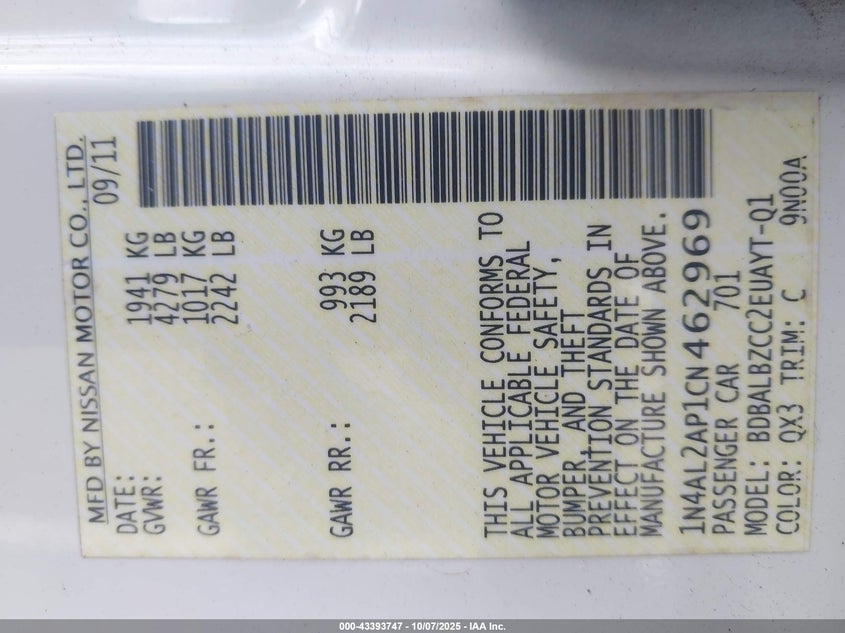 MFD BY NISSAN MOTOR CO., LTD.
DATE: 09/11
GVWR: 1941 KG
4279 LB
GAWR FR.: 1017 KG
2242 LB
GAWR RR.: 993 KG
2189 LB
THIS VEHICLE CONFORMS TO
ALL APPLICABLE FEDERAL
MOTOR VEHICLE SAFETY,
BUMPER, AND THEFT
PREVENTION STANDARDS IN
EFFECT ON THE DATE OF
MANUFACTURE SHOWN ABOVE.
1N4AL2AP1CN462969
PASSENGER CAR 701
MODEL: BDBALBZCC2EUAYT-Q1
COLOR: QX3 TRIM: C 9N00A
000-43393747 - 10/07/2025 - IAA Inc.